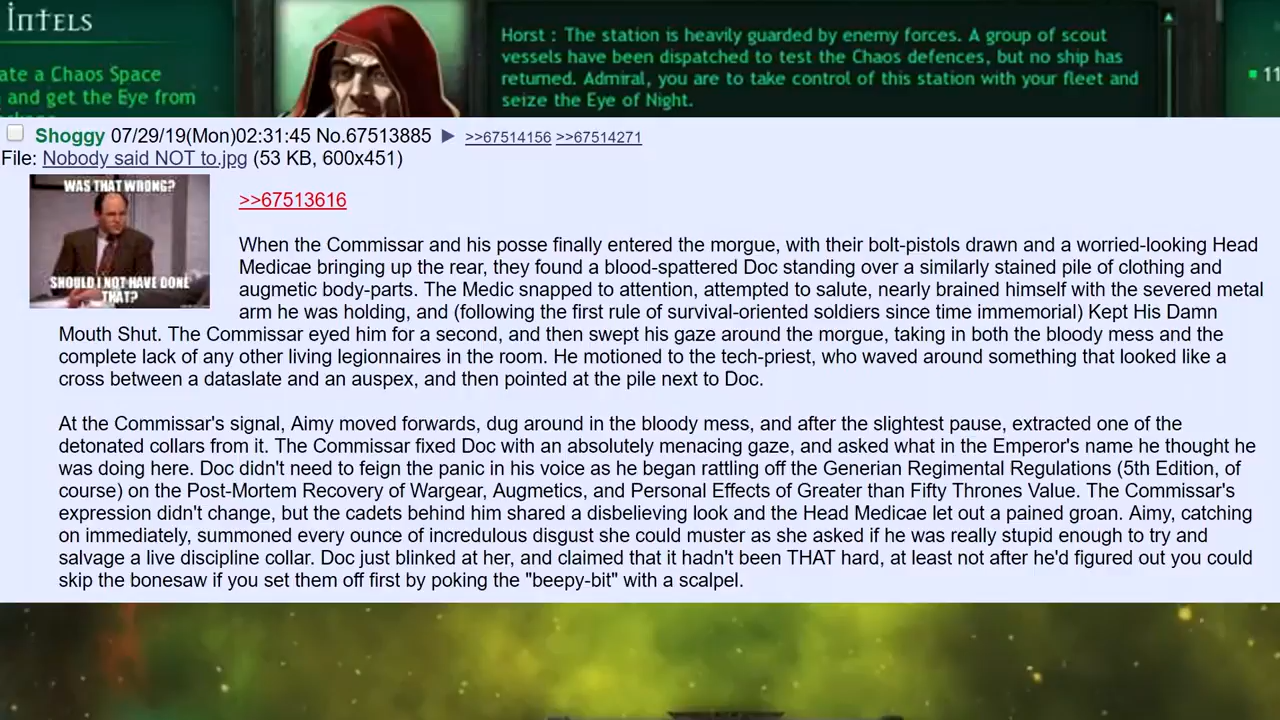 INTELS
Horst : The station is heavily guarded by enemy forces. A group of scout
vessels have been dispatched to test the Chaos defences, but no ship has
returned. Admiral, you are to take control of this station with your fleet and
seize the Eye of Night.
ate a Chaos Space
and get the Eye from
11
Shoggy 07/29/19(Mon)02:31:45 No.67513885 ▶ >>67514156 >>67514271
File: Nobody said NOT to.jpg (53 KB, 600x451)
WAS THAT WRONG?
SHOULD I NOT HAVE DONE
THAT?
>>67513616
When the Commissar and his posse finally entered the morgue, with their bolt-pistols drawn and a worried-looking Head
Medicae bringing up the rear, they found a blood-spattered Doc standing over a similarly stained pile of clothing and
augmetic body-parts. The Medic snapped to attention, attempted to salute, nearly brained himself with the severed metal
arm he was holding, and (following the first rule of survival-oriented soldiers since time immemorial) Kept His Damn
Mouth Shut. The Commissar eyed him for a second, and then swept his gaze around the morgue, taking in both the bloody mess and the
complete lack of any other living legionnaires in the room. He motioned to the tech-priest, who waved around something that looked like a
cross between a dataslate and an auspex, and then pointed at the pile next to Doc.
At the Commissar's signal, Aimy moved forwards, dug around in the bloody mess, and after the slightest pause, extracted one of the
detonated collars from it. The Commissar fixed Doc with an absolutely menacing gaze, and asked what in the Emperor's name he thought he
was doing here. Doc didn't need to feign the panic in his voice as he began rattling off the Generian Regimental Regulations (5th Edition, of
course) on the Post-Mortem Recovery of Wargear, Augmetics, and Personal Effects of Greater than Fifty Thrones Value. The Commissar's
expression didn't change, but the cadets behind him shared a disbelieving look and the Head Medicae let out a pained groan. Aimy, catching
on immediately, summoned every ounce of incredulous disgust she could muster as she asked if he was really stupid enough to try and
salvage a live discipline collar. Doc just blinked at her, and claimed that it hadn't been THAT hard, at least not after he'd figured out you could
skip the bonesaw if you set them off first by poking the "beepy-bit" with a scalpel.